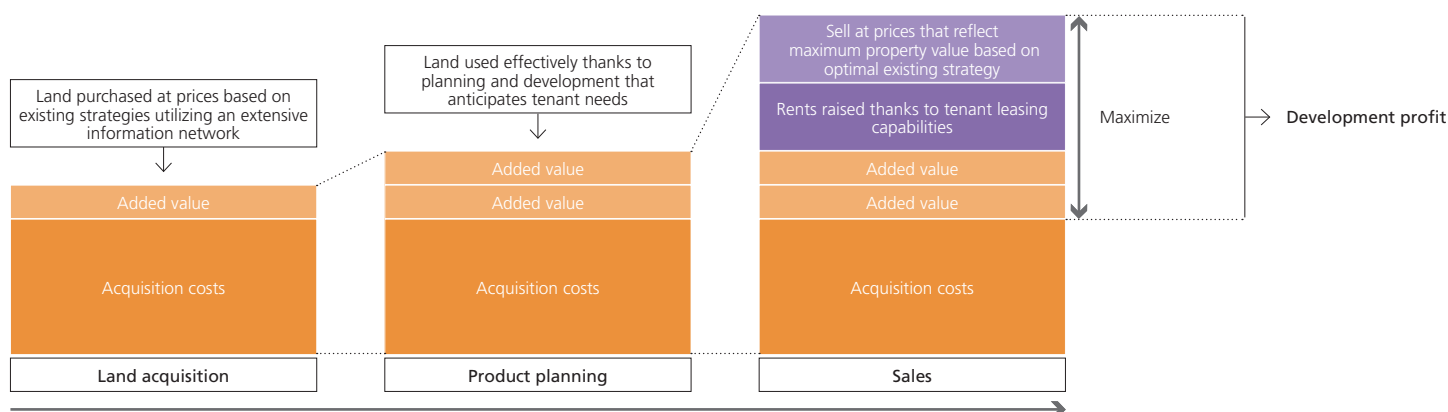 Land purchased at prices based on
existing strategies utilizing an extensive
information network
Added value
Acquisition costs
Land acquisition
Land used effectively thanks to
planning and development that
anticipates tenant needs
Added value
Added value
Acquisition costs
Product planning
Sell at prices that reflect
maximum property value based on
optimal existing strategy
Rents raised thanks to tenant leasing
capabilities
Added value
Added value
Acquisition costs
Sales
Maximize
Development profit